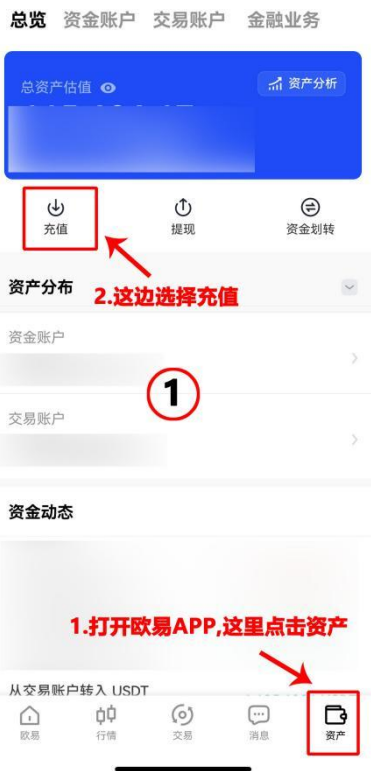 总览 资金账户 交易账户 金融业务
总资产估值
资产分析
充值 提现 资金划转
2.这边选择充值
资产分布
资金账户
1
交易账户
资金动态
1.打开欧易APP,这里点击资产
从交易账户转入 USDT
欧易 行情 交易 消息 资产